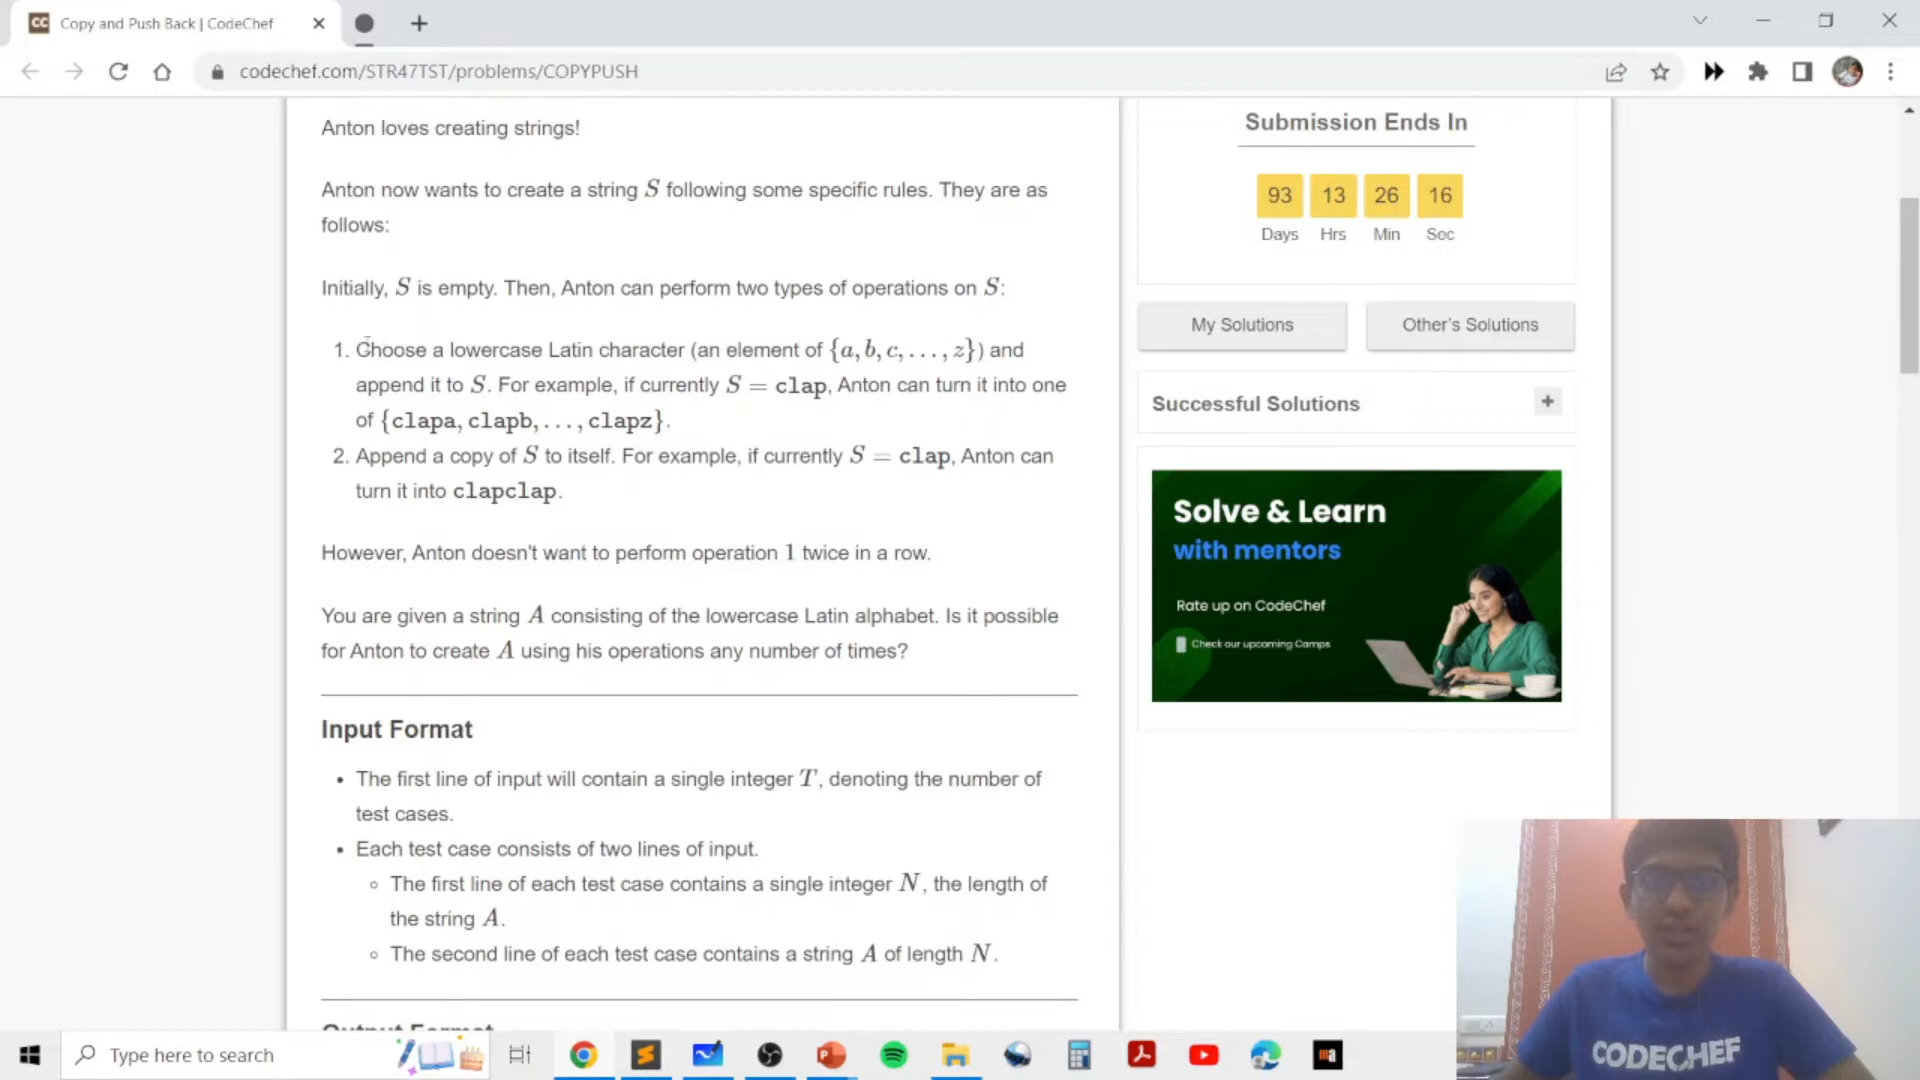 Copy and Push Back | CodeChef
codechef.com/STR47TST/problems/COPYPUSH
Anton loves creating strings!
Anton now wants to create a string S following some specific rules. They are as
follows:
Initially, S is empty. Then, Anton can perform two types of operations on S:
1. Choose a lowercase Latin character (an element of {a, b, c, . . . , z}) and
append it to S. For example, if currently S = clap, Anton can turn it into one
of {clapa, clapb, . . . , clapz}.
2. Append a copy of S to itself. For example, if currently S = clap, Anton can
turn it into clapclap.
However, Anton doesn't want to perform operation 1 twice in a row.
You are given a string A consisting of the lowercase Latin alphabet. Is it possible
for Anton to create A using his operations any number of times?
Input Format
• The first line of input will contain a single integer T, denoting the number of
test cases.
• Each test case consists of two lines of input.
◦ The first line of each test case contains a single integer N, the length of
the string A.
◦ The second line of each test case contains a string A of length N.
Output Format
Submission Ends In
93 13 26 16
Days Hrs Min Sec
My Solutions Other's Solutions
Successful Solutions +
Solve & Learn
with mentors
Rate up on CodeChef
Check our upcoming Camps
CODECHEF
Type here to search